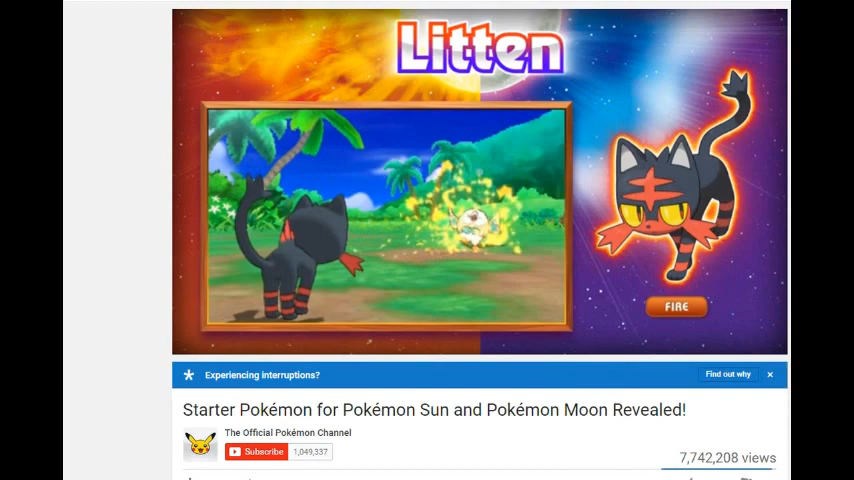 Litten
FIRE
Experiencing interruptions?
Find out why
×
Starter Pokémon for Pokémon Sun and Pokémon Moon Revealed!
The Official Pokémon Channel
Subscribe 1,049,337
7,742,208 views